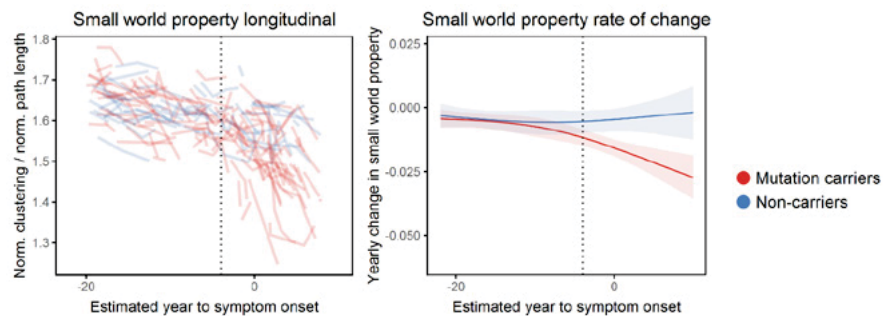 Small world property longitudinal
Norm. clustering / norm. path length
1.8
1.7
1.6
1.5
1.4
1.3
-20
0
Estimated year to symptom onset
Small world property rate of change
Yearly change in small world property
0.025
0.000
-0.025
-0.050
-20
0
Estimated year to symptom onset
Mutation carriers
Non-carriers